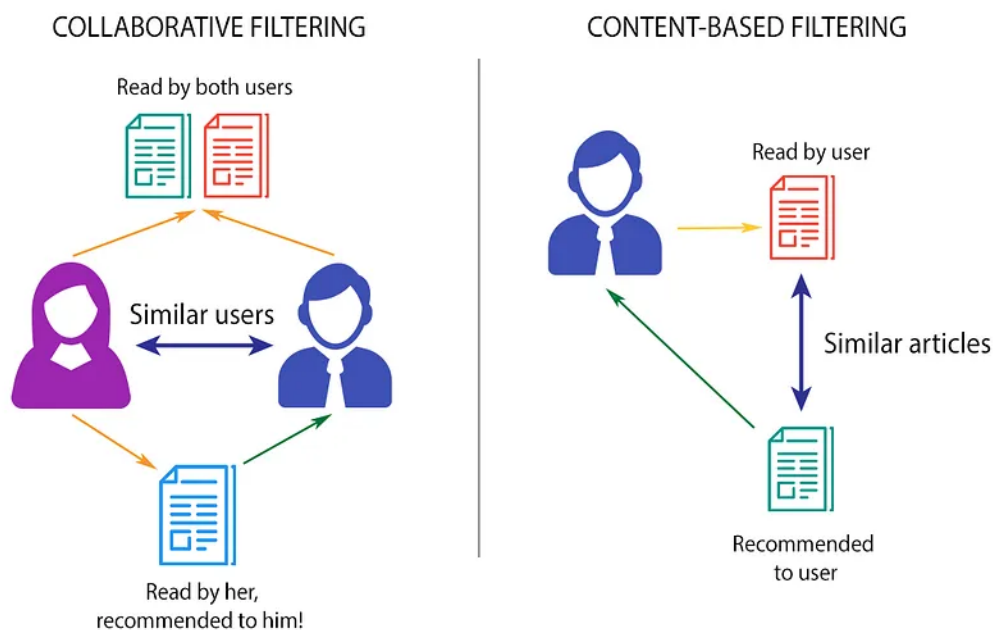 COLLABORATIVE FILTERING
Read by both users
Similar users
Read by her,
recommended to him!
CONTENT-BASED FILTERING
Read by user
Similar articles
Recommended
to user